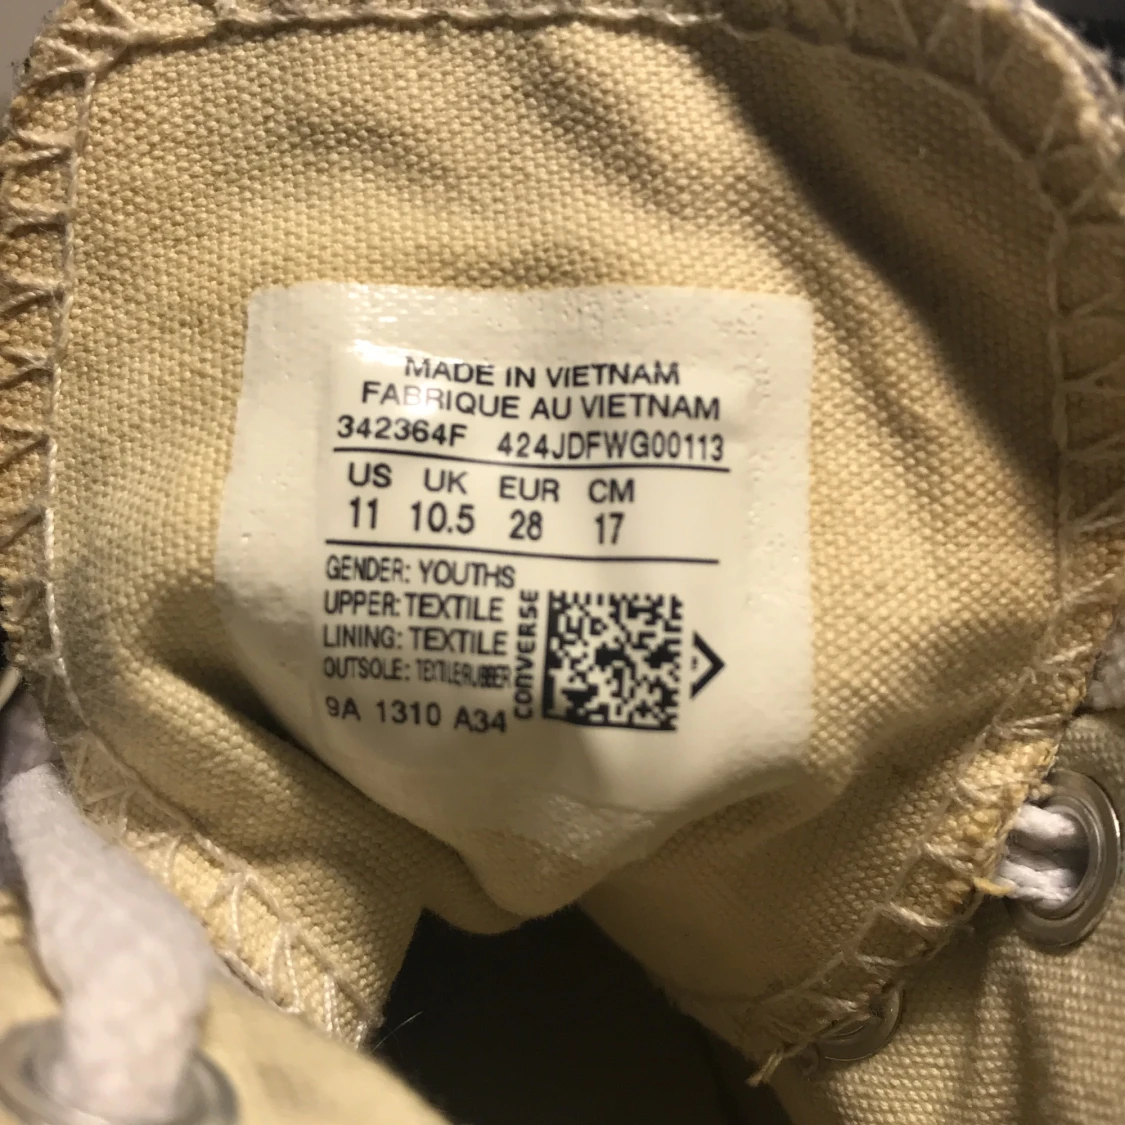 MADE IN VIETNAM
FABRIQUE AU VIETNAM
342364F 424JDFWG00113
US UK EUR CM
11 10.5 28 17
GENDER: YOUTHS
UPPER: TEXTILE
LINING: TEXTILE
OUTSOLE: TEXTILE/RUBBER
9A 1310 A34
CONVERSE